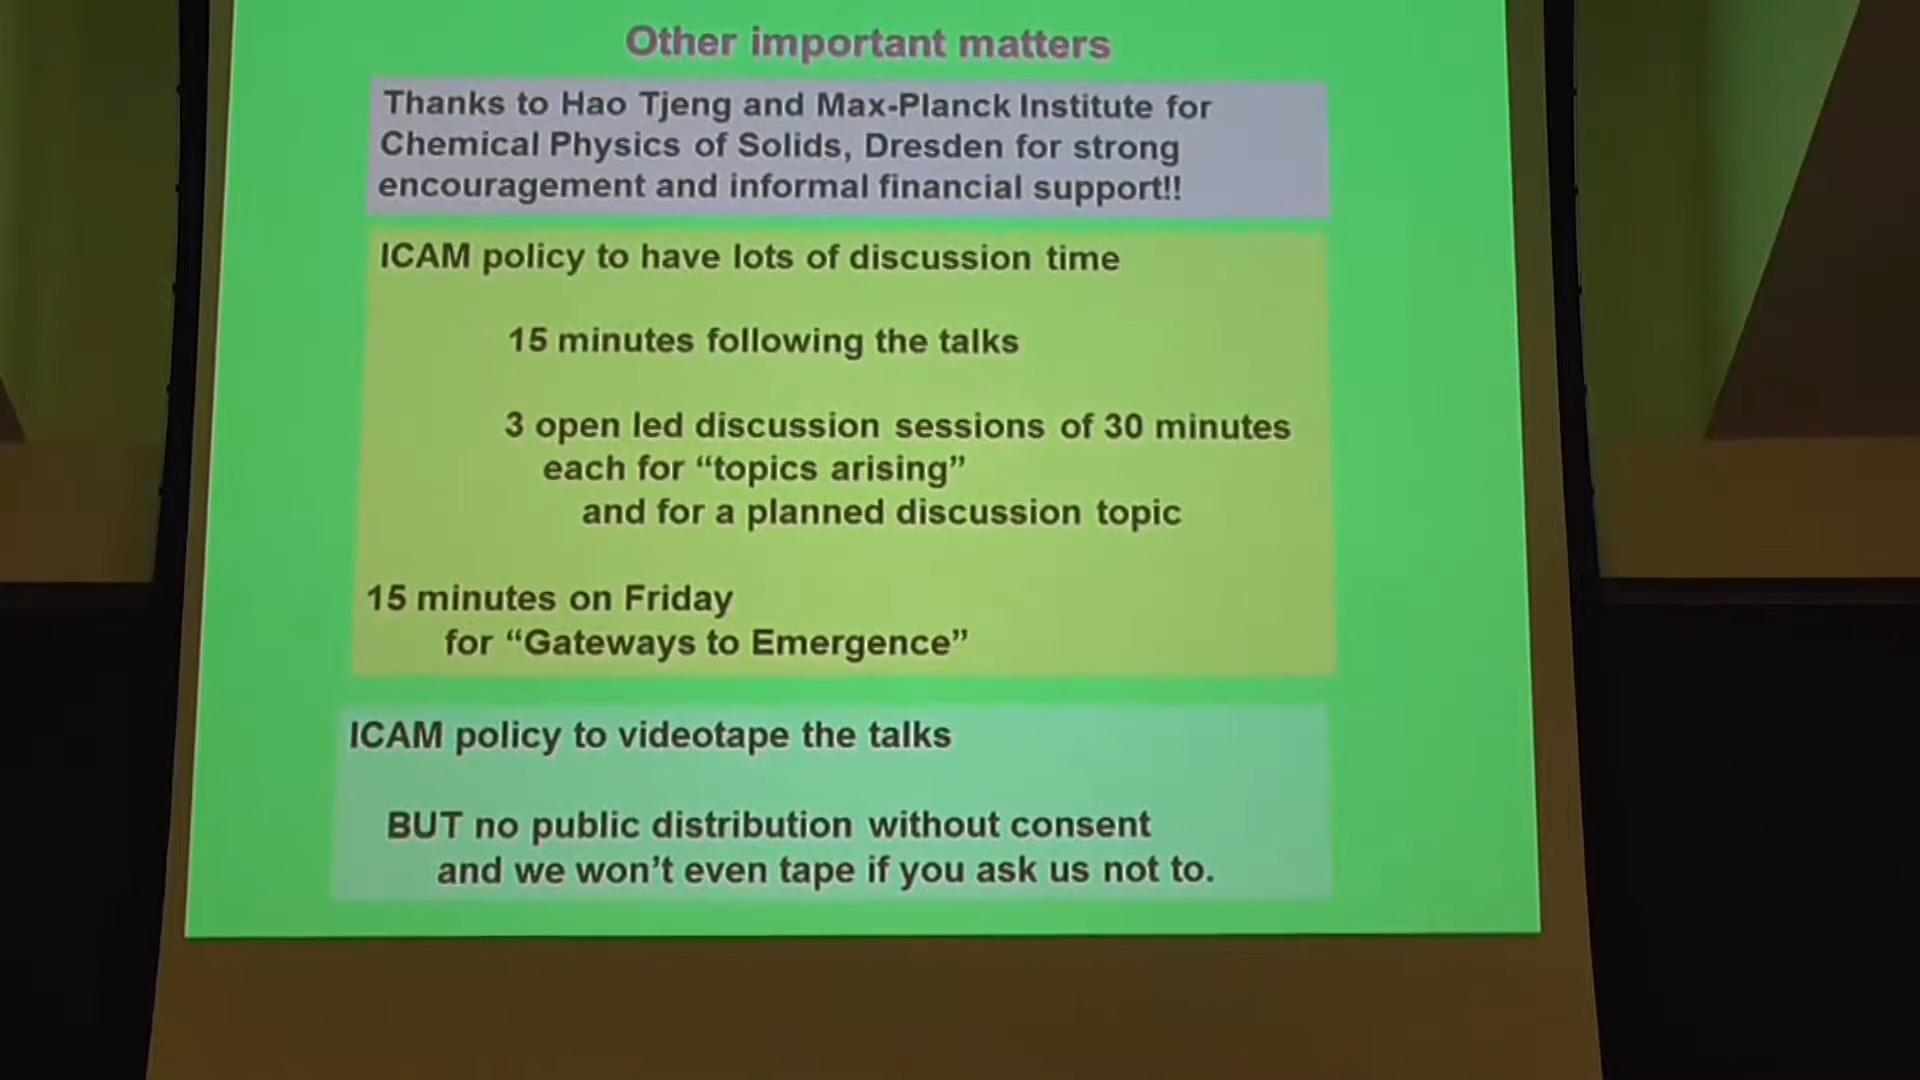 Other important matters
Thanks to Hao Tjeng and Max-Planck Institute for
Chemical Physics of Solids, Dresden for strong
encouragement and informal financial support!!
ICAM policy to have lots of discussion time
15 minutes following the talks
3 open led discussion sessions of 30 minutes
each for “topics arising”
and for a planned discussion topic
15 minutes on Friday
for “Gateways to Emergence”
ICAM policy to videotape the talks
BUT no public distribution without consent
and we won’t even tape if you ask us not to.